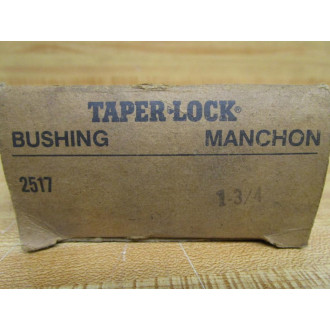 TAPER-LOCK®
BUSHING MANCHON
2517 1-3/4